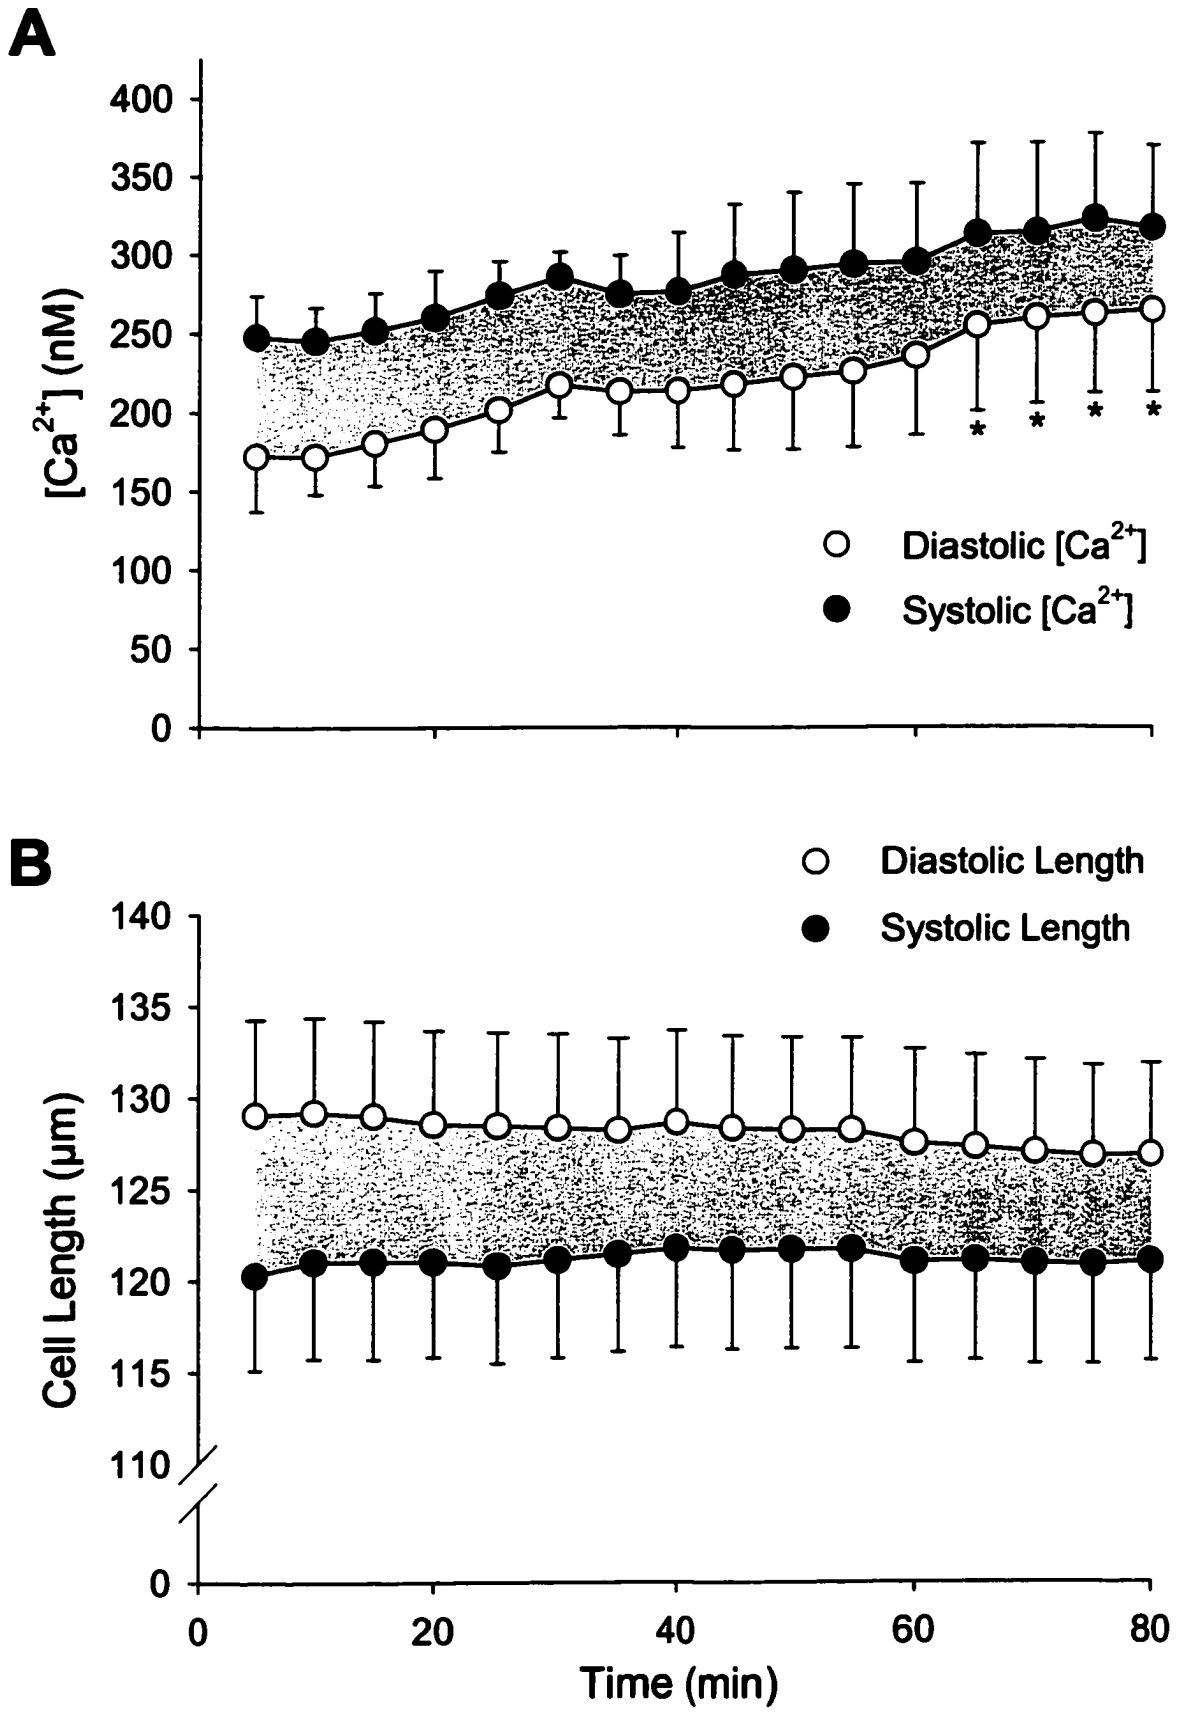 A
400
350
300
250
200
150
100
50
0
[Ca2+] (nM)
* * * *
Diastolic [Ca2+]
Systolic [Ca2+]
B
Diastolic Length
Systolic Length
140
135
130
125
120
115
110
0
Cell Length (µm)
0 20 40 60 80
Time (min)